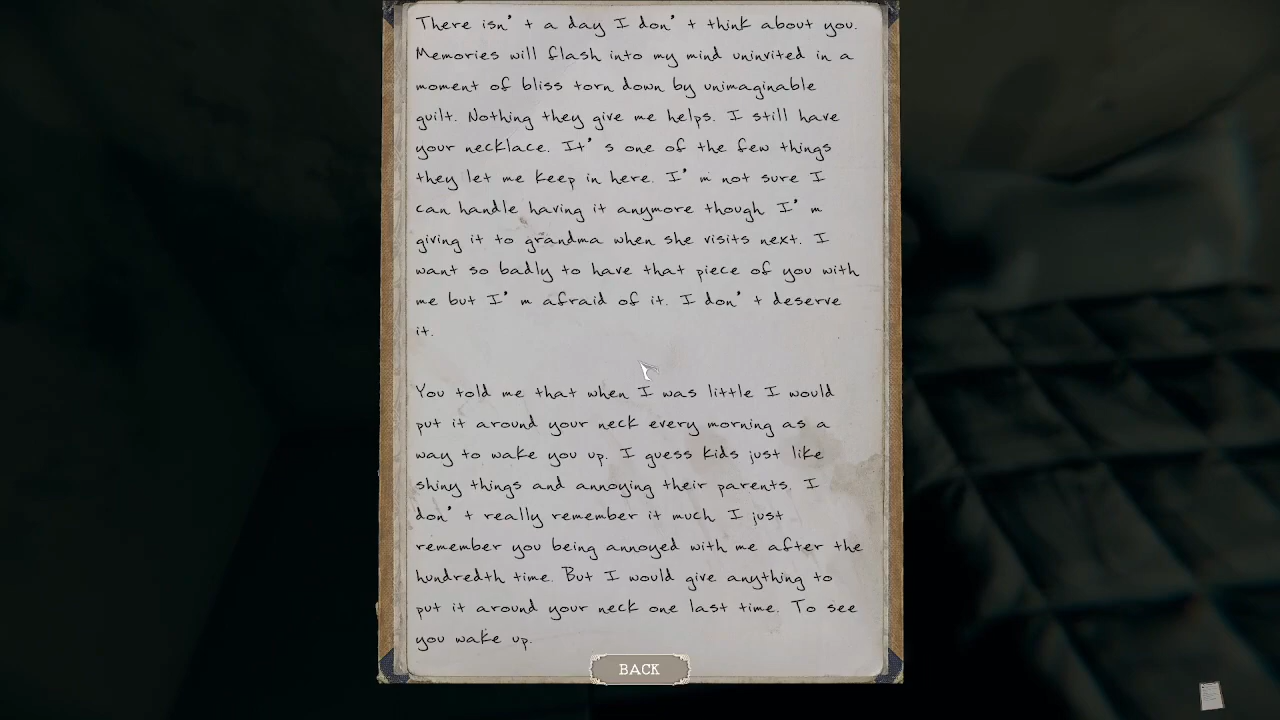 There isn't a day I don't think about you.
Memories will flash into my mind uninvited in a
moment of bliss torn down by unimaginable
guilt. Nothing they give me helps. I still have
your necklace. It's one of the few things
they let me keep in here. I'm not sure I
can handle having it anymore though I'm
giving it to grandma when she visits next. I
want so badly to have that piece of you with
me but I'm afraid of it. I don't deserve
it.
You told me that when I was little I would
put it around your neck every morning as a
way to wake you up. I guess kids just like
shiny things and annoying their parents. I
don't really remember it much I just
remember you being annoyed with me after the
hundredth time. But I would give anything to
put it around your neck one last time. To see
you wake up.
BACK